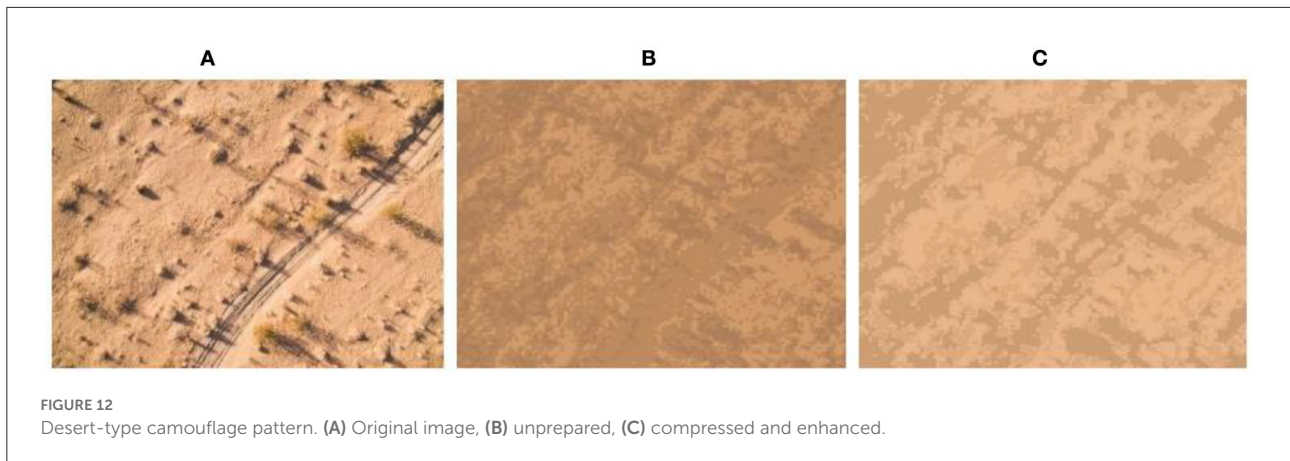 A
B
C
FIGURE 12
Desert-type camouflage pattern. (A) Original image, (B) unprepared, (C) compressed and enhanced.